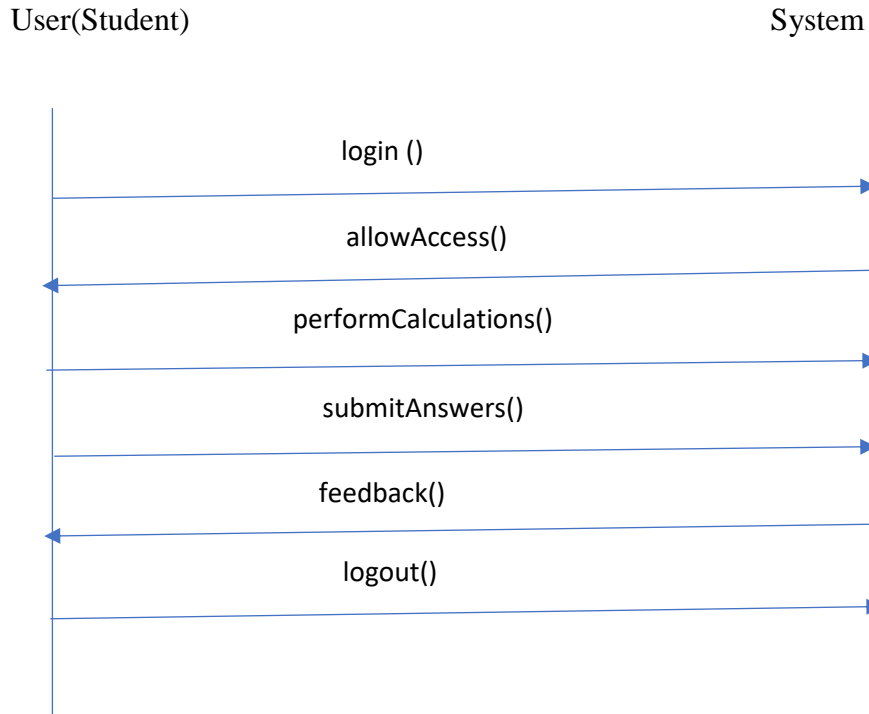 User(Student) System
login ()
allowAccess()
performCalculations()
submitAnswers()
feedback()
logout()